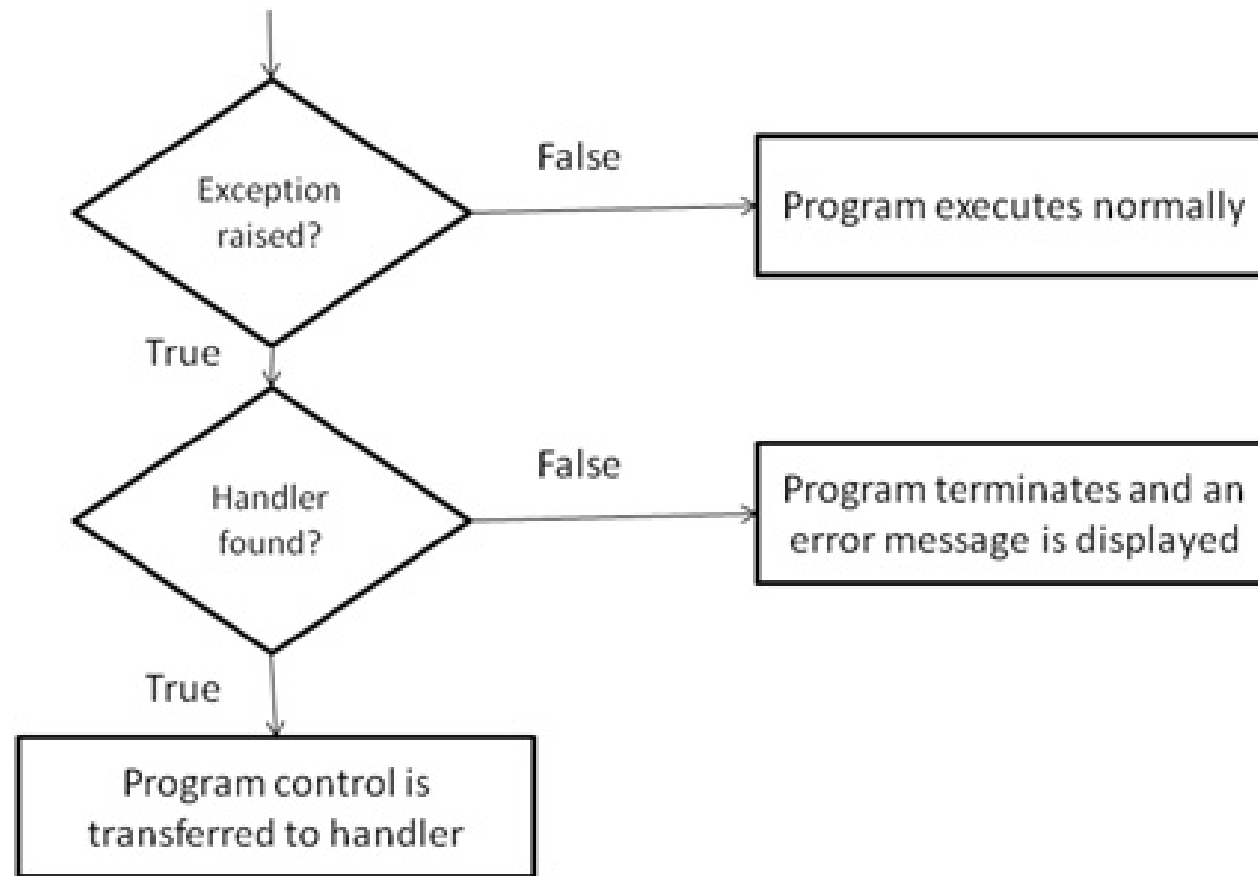 Exception
raised?
False
Program executes normally
True
Handler
found?
False
Program terminates and an
error message is displayed
True
Program control is
transferred to handler